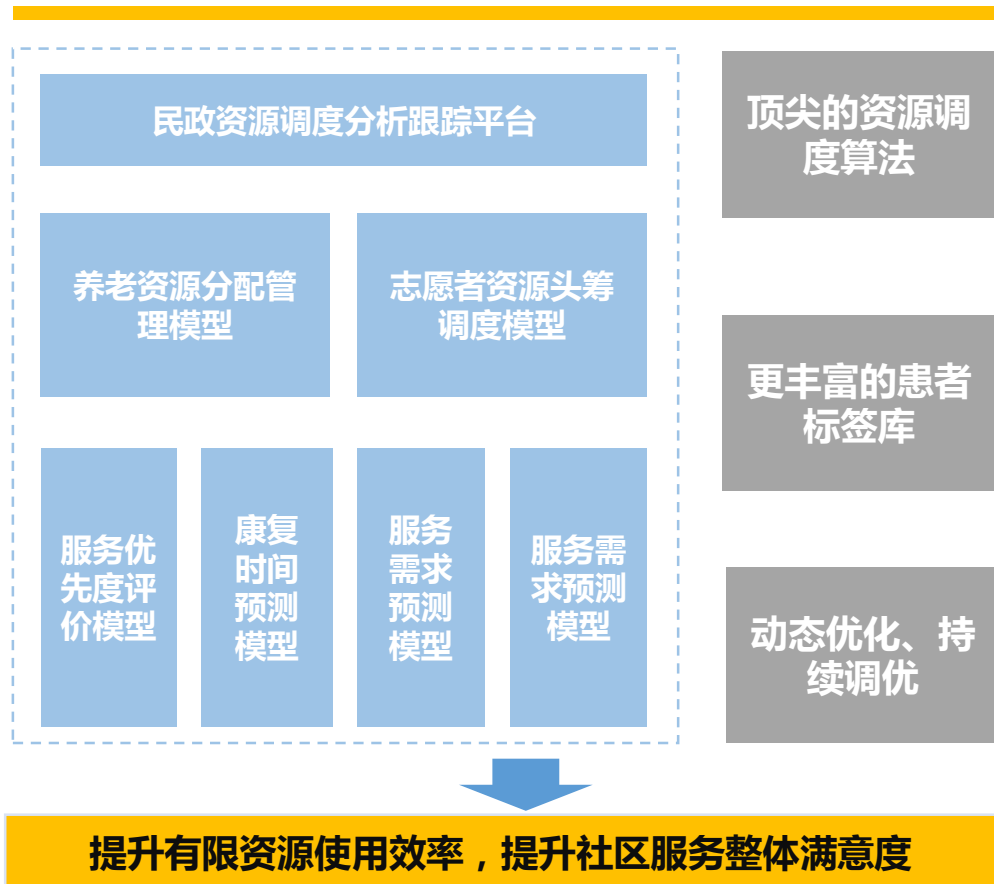 民政资源调度分析跟踪平台
养老资源分配管
理模型
志愿者资源头筹
调度模型
服务优
先度评
价模型
康复
时间
预测
模型
服务
需求
预测
模型
服务需
求预测
模型
顶尖的资源调
度算法
更丰富的患者
标签库
动态优化、持
续调优
提升有限资源使用效率，提升社区服务整体满意度